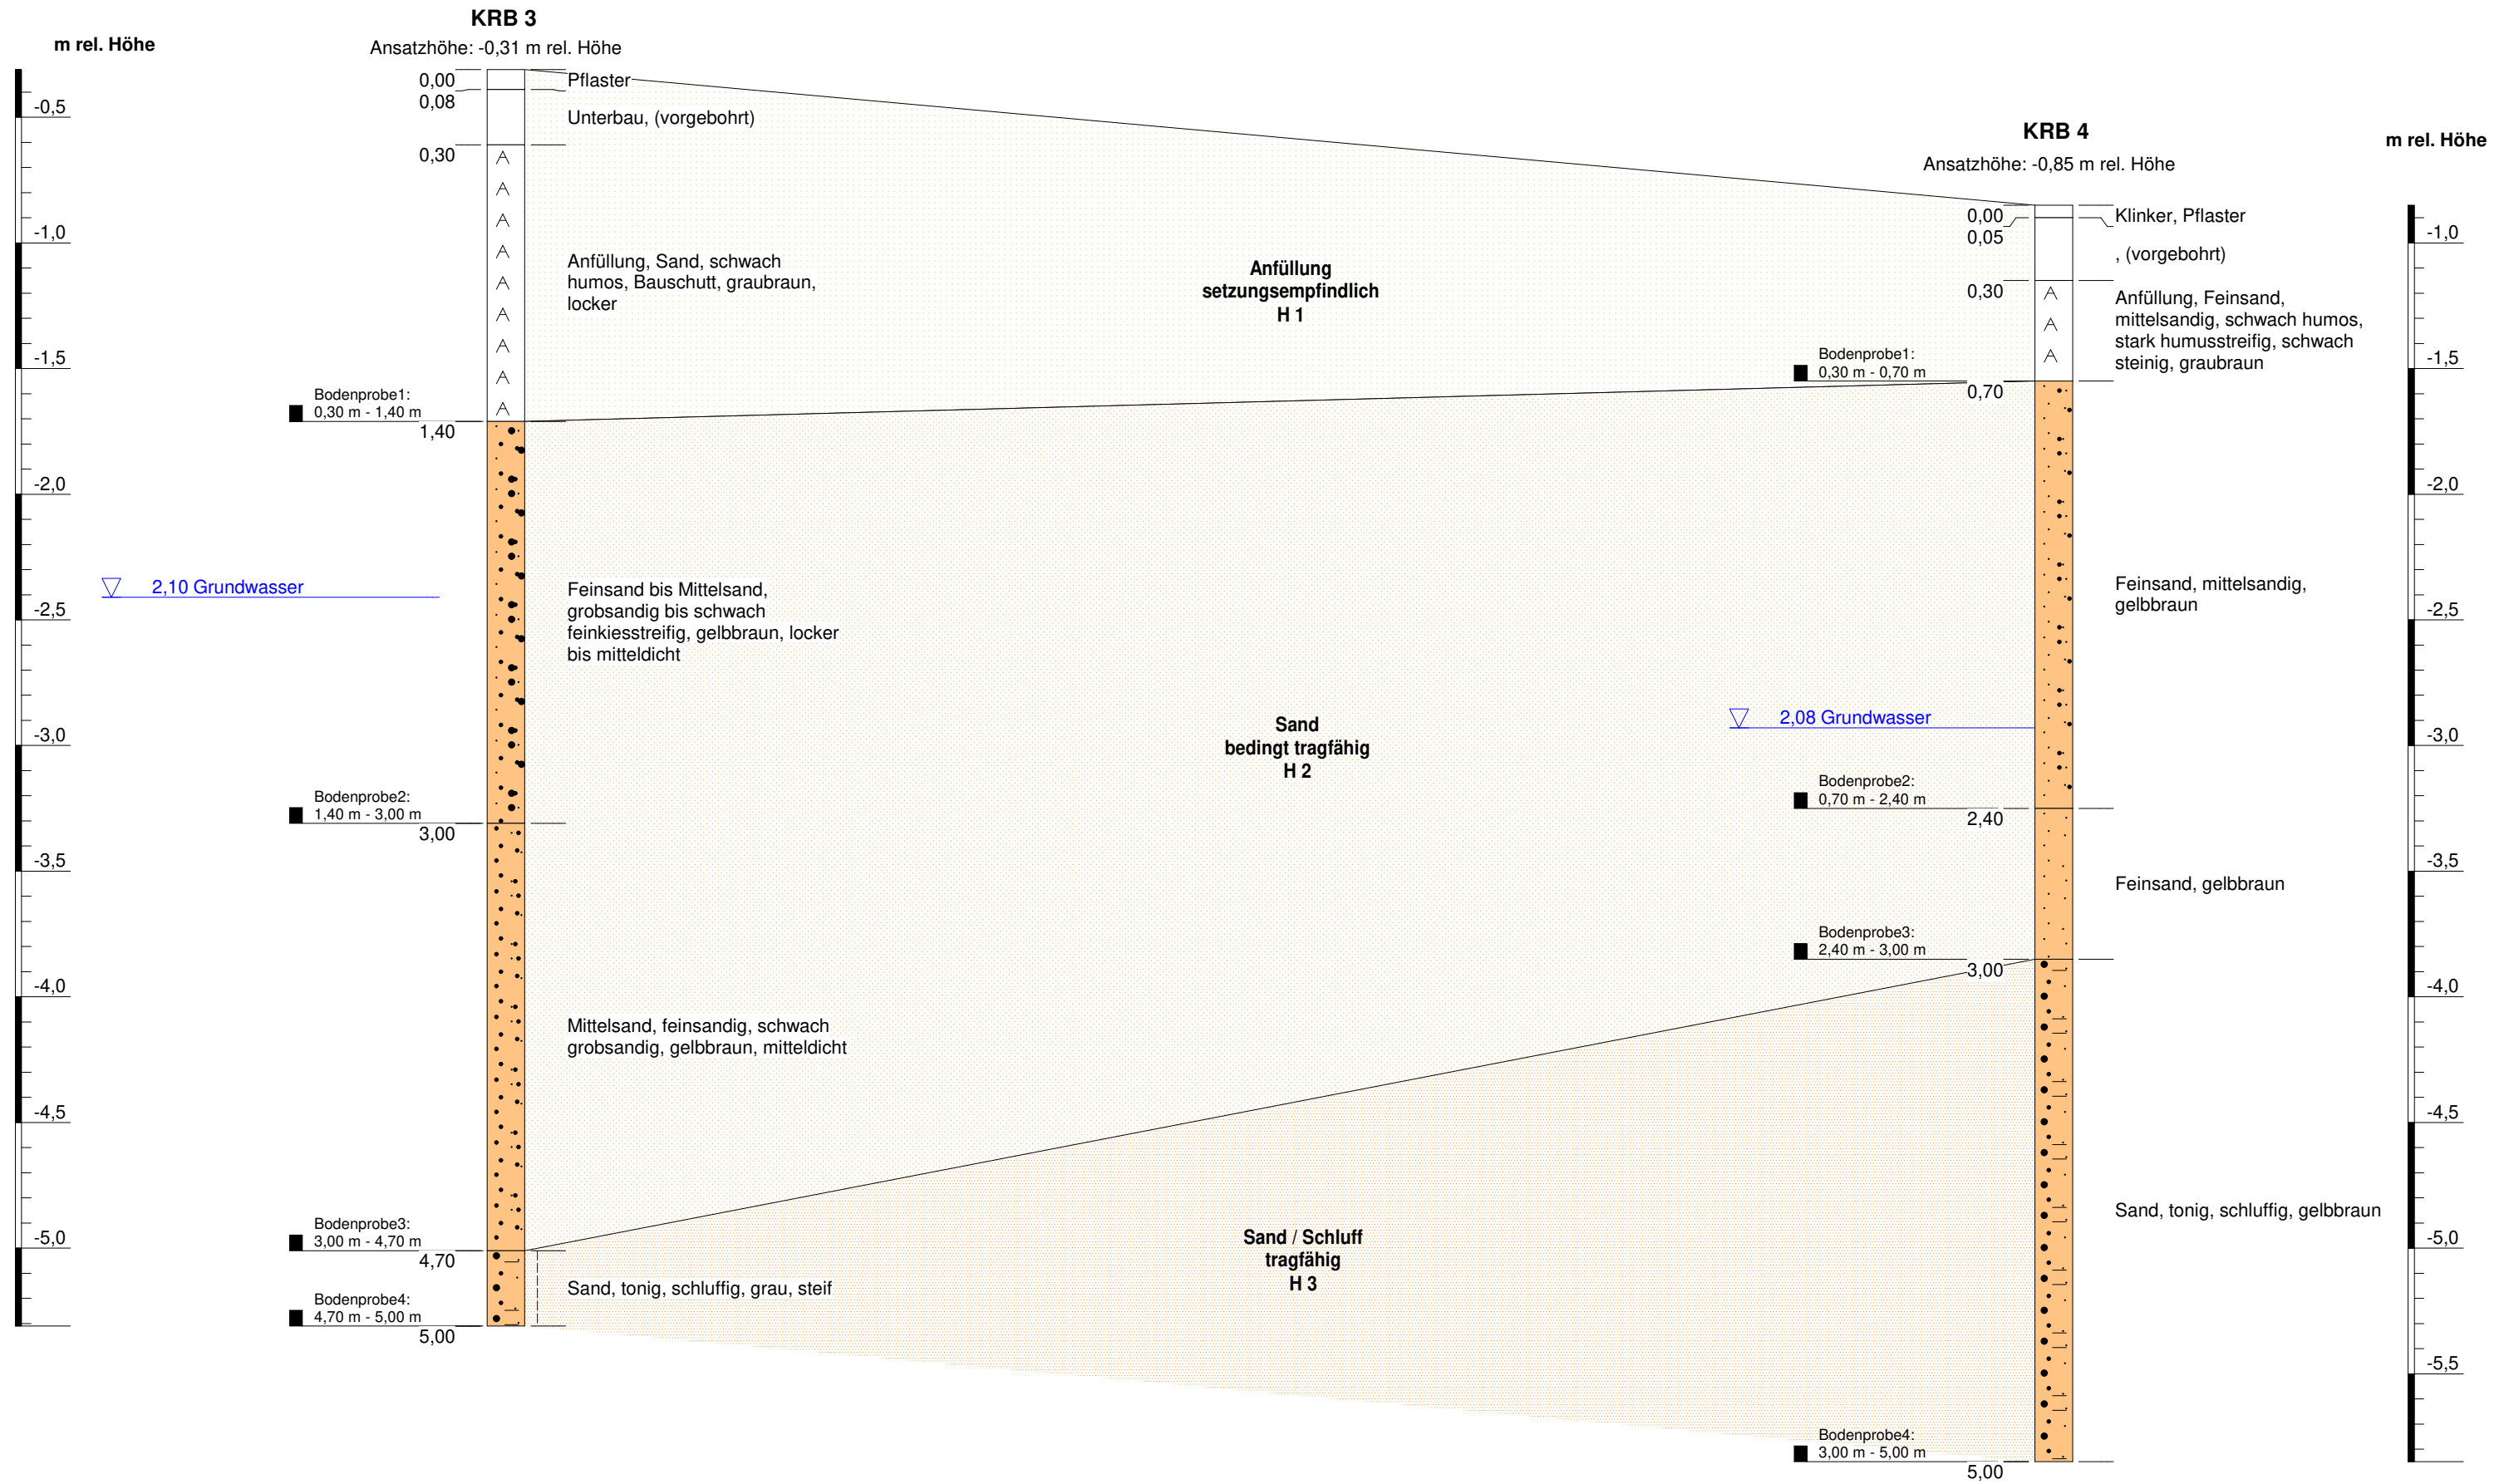 KRB 3
m rel. Höhe
Ansatzhöhe: -0,31 m rel. Höhe
0,00
Pflaster
0,08
-0,5
Unterbau, (vorgebohrt)
0,30
-1,0
Anfüllung, Sand, schwach
humos, Bauschutt, graubraun,
locker
-1,5
Bodenprobe1:
0,30 m - 1,40 m
1,40
-2,0
2,10 Grundwasser
-2,5
Feinsand bis Mittelsand,
grobsandig bis schwach
feinkiesstreifig, gelbbraun, locker
bis mitteldicht
-3,0
Bodenprobe2:
1,40 m - 3,00 m
3,00
-3,5
-4,0
Mittelsand, feinsandig, schwach
grobsandig, gelbbraun, mitteldicht
-4,5
-5,0
Bodenprobe3:
3,00 m - 4,70 m
4,70
Sand, tonig, schluffig, grau, steif
Bodenprobe4:
4,70 m - 5,00 m
5,00
Anfüllung
setzungsempfindlich
H 1
Sand
bedingt tragfähig
H 2
Sand / Schluff
tragfähig
H 3
KRB 4
m rel. Höhe
Ansatzhöhe: -0,85 m rel. Höhe
0,00
Klinker, Pflaster
0,05
-1,0
, (vorgebohrt)
0,30
Anfüllung, Feinsand,
mittelsandig, schwach humos,
stark humusstreifig, schwach
steinig, graubraun
-1,5
Bodenprobe1:
0,30 m - 0,70 m
0,70
-2,0
Feinsand, mittelsandig,
gelbbraun
-2,5
2,08 Grundwasser
-3,0
Bodenprobe2:
0,70 m - 2,40 m
2,40
-3,5
Feinsand, gelbbraun
Bodenprobe3:
2,40 m - 3,00 m
3,00
-4,0
-4,5
Sand, tonig, schluffig, gelbbraun
-5,0
-5,5
Bodenprobe4:
3,00 m - 5,00 m
5,00